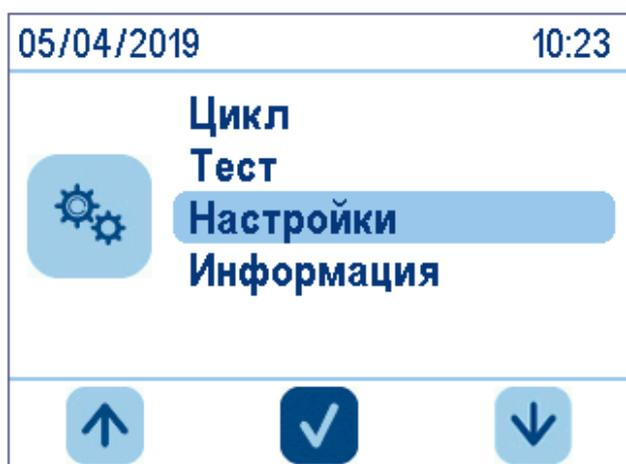 05/04/2019 10:23
Цикл
Тест
Настройки
Информация